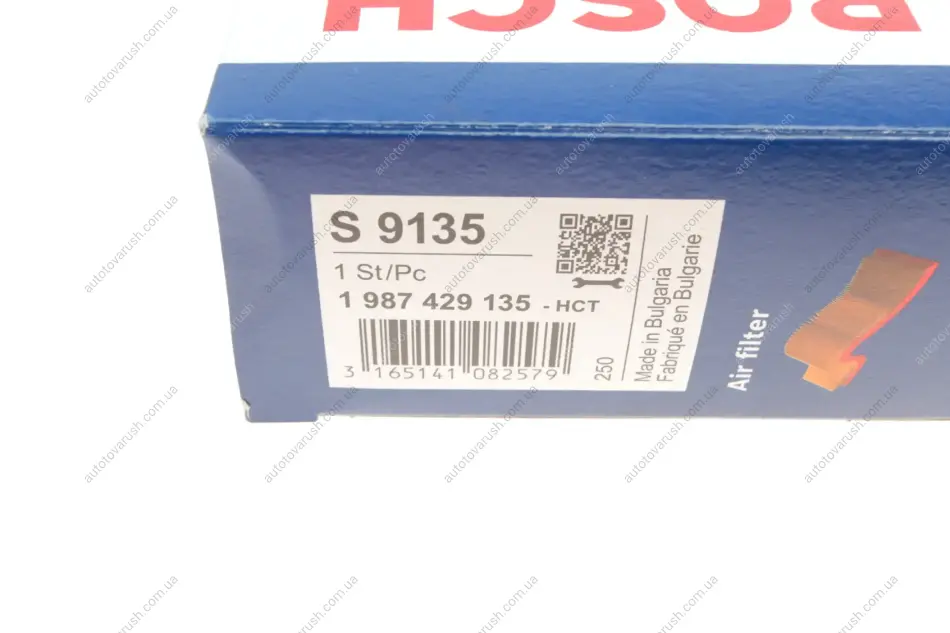 BOSCH
S 9135
1 St/Pc
1 987 429 135 - HCT
3 165141 082579
250
Made in Bulgaria
Fabriqué en Bulgarie
Air filter
autotovarush.com.ua